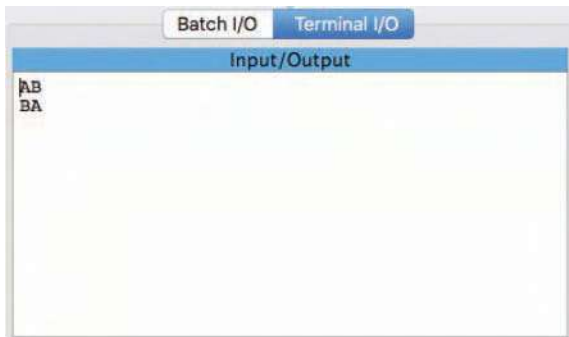 Batch I/O Terminal I/O
Input/Output
AB
BA